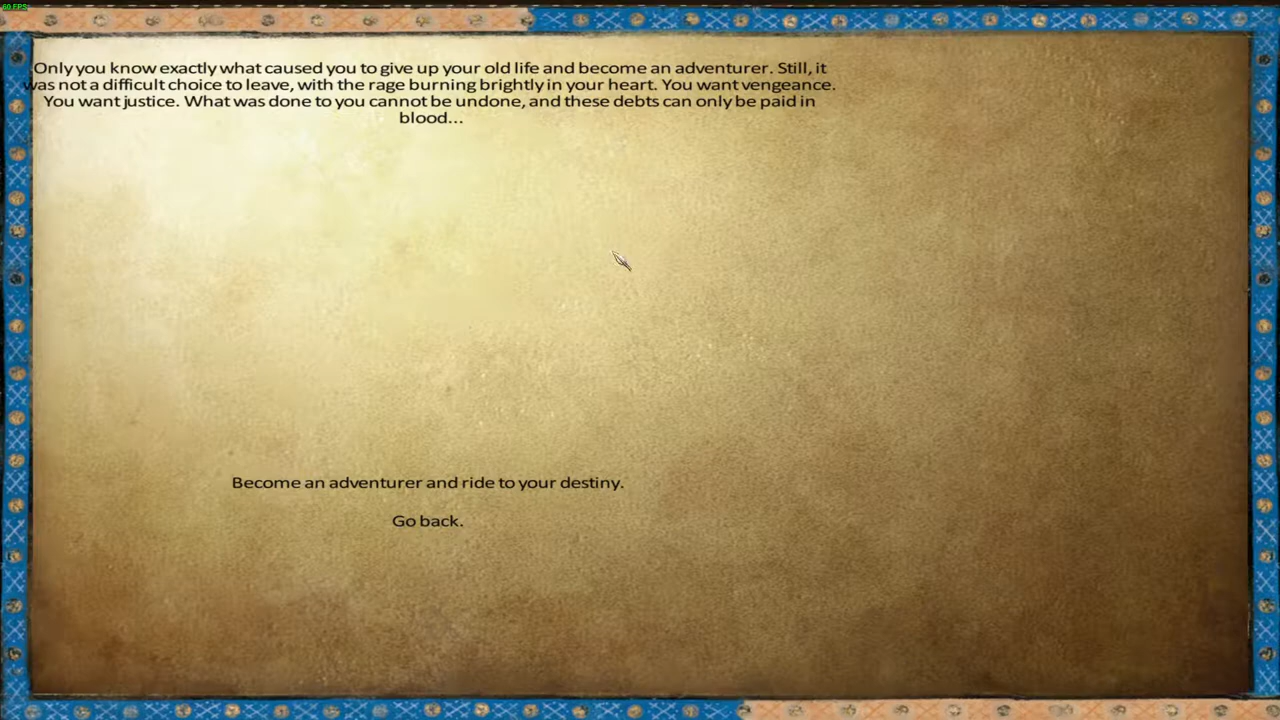 60 FPS
Only you know exactly what caused you to give up your old life and become an adventurer. Still, it
was not a difficult choice to leave, with the rage burning brightly in your heart. You want vengeance.
You want justice. What was done to you cannot be undone, and these debts can only be paid in
blood...
Become an adventurer and ride to your destiny.
Go back.